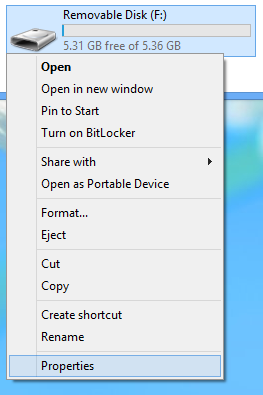 Removable Disk (F:)
5.31 GB free of 5.36 GB
Open
Open in new window
Pin to Start
Turn on BitLocker
Share with
Open as Portable Device
Format...
Eject
Cut
Copy
Create shortcut
Rename
Properties